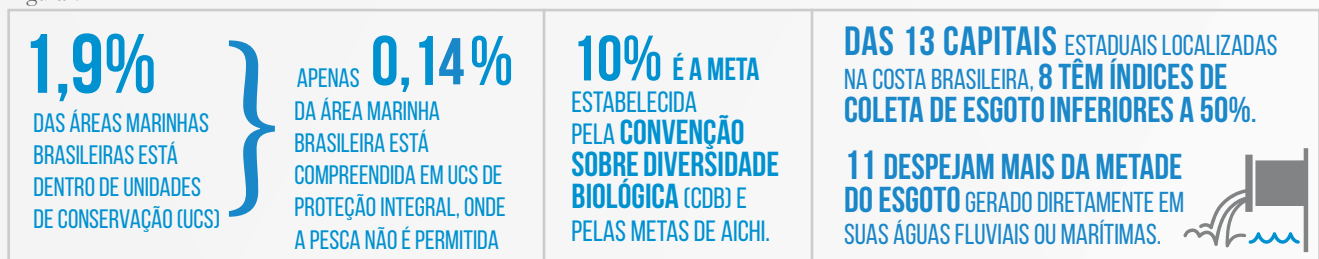 1,9%
DAS ÁREAS MARINHAS
BRASILEIRAS ESTÁ
DENTRO DE UNIDADES
DE CONSERVAÇÃO (UCS)
APENAS 0,14%
DA ÁREA MARINHA
BRASILEIRA ESTÁ
COMPREENDIDA EM UCS DE
PROTEÇÃO INTEGRAL, ONDE
A PESCA NÃO É PERMITIDA
10% É A META
ESTABELECIDA
PELA CONVENÇÃO
SOBRE DIVERSIDADE
BIOLÓGICA (CDB) E
PELAS METAS DE AICHI.
DAS 13 CAPITAIS ESTADUAIS LOCALIZADAS
NA COSTA BRASILEIRA, 8 TÊM ÍNDICES DE
COLETA DE ESGOTO INFERIORES A 50%.
11 DESPEJAM MAIS DA METADE
DO ESGOTO GERADO DIRETAMENTE EM
SUAS ÁGUAS FLUVIAIS OU MARÍTIMAS.